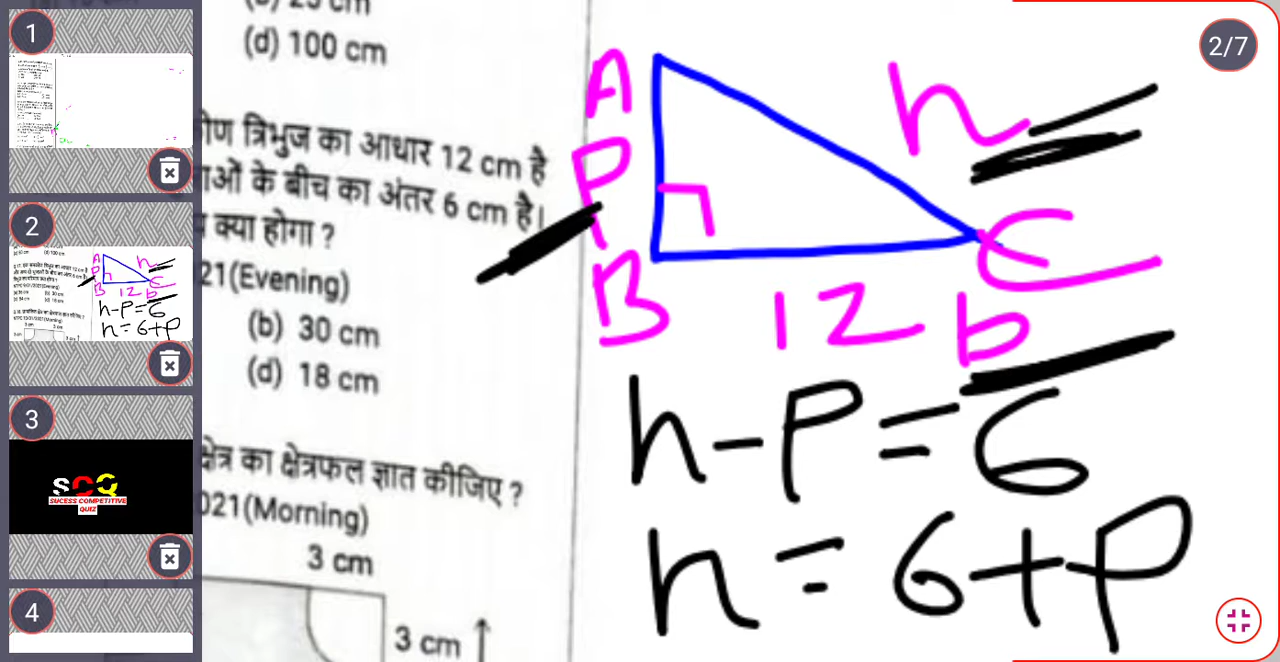 1
2
3
SCQ
SUCESS COMPETITIVE
QUIZ
4
(d) 100 cm
त्रिभुज का आधार 12 cm है
के बीच का अंतर 6 cm है।
क्या होगा ?
21(Evening)
(b) 30 cm
(d) 18 cm
क्षेत्र का क्षेत्रफल ज्ञात कीजिए ?
021(Morning)
3 cm
3 cm
A
P
B
h
C
12 b
h-P=6
h=6+P
2/7